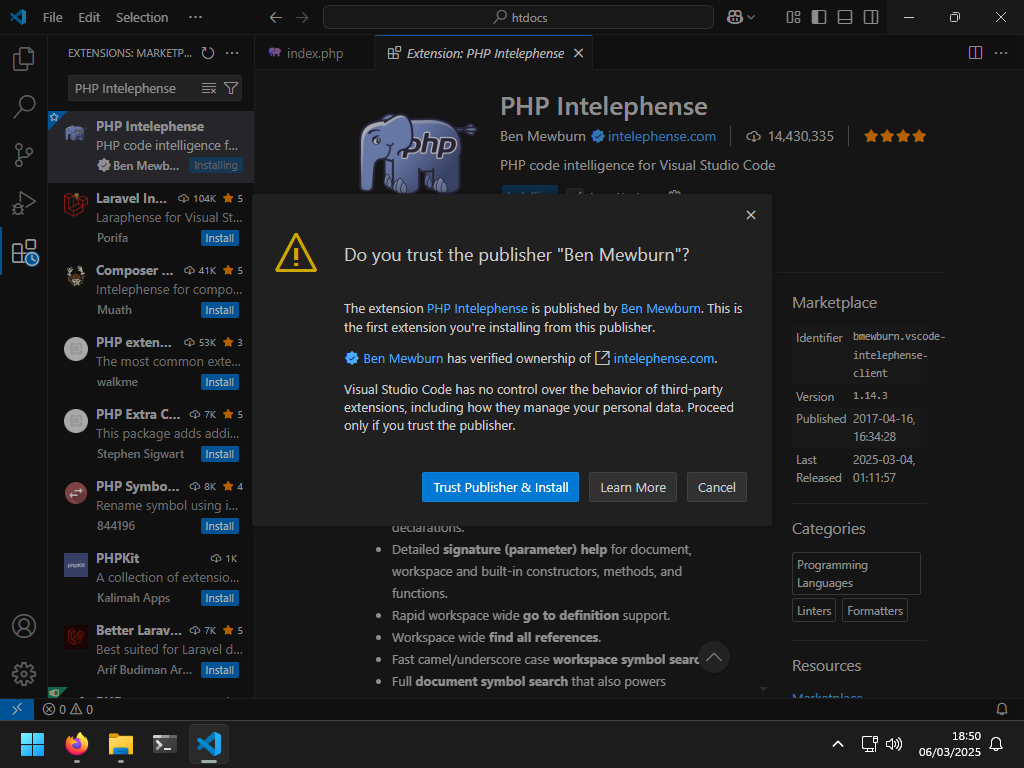 File Edit Selection ···
htdocs
EXTENSIONS: MARKETP...
PHP Intelephense
PHP Intelephense
PHP code intelligence f...
Ben Mewb... Installing
Laravel In... 104K 5
Laraphense for Visual St...
Porifa Install
Composer ... 41K 5
Intelephense for compo...
Muath Install
PHP exten... 53K 3
The most common exte...
walkme Install
PHP Extra C... 7K 5
This package adds addi...
Stephen Sigwart Install
PHP Symbo... 8K 4
Rename symbol using i...
844196 Install
PHPKit 1K
A collection of extensio...
Kalimah Apps Install
Better Larav... 7K 5
Best suited for Laravel d...
Arif Budiman Ar... Install
index.php
Extension: PHP Intelephense
php
PHP Intelephense
Ben Mewburn intelephense.com 14,430,335
PHP code intelligence for Visual Studio Code
Do you trust the publisher "Ben Mewburn"?
The extension PHP Intelephense is published by Ben Mewburn. This is
the first extension you're installing from this publisher.
Ben Mewburn has verified ownership of intelephense.com.
Visual Studio Code has no control over the behavior of third-party
extensions, including how they manage your personal data. Proceed
only if you trust the publisher.
Trust Publisher & Install Learn More Cancel
declarations.
• Detailed signature (parameter) help for document,
workspace and built-in constructors, methods, and
functions.
• Rapid workspace wide go to definition support.
• Workspace wide find all references.
• Fast camel/underscore case workspace symbol searc
• Full document symbol search that also powers
Marketplace
Identifier bmewburn.vscode-
intelephense-
client
Version 1.14.3
Published 2017-04-16,
16:34:28
Last 2025-03-04,
Released 01:11:57
Categories
Programming
Languages
Linters Formatters
Resources
Marketplace
0 0
18:50
06/03/2025